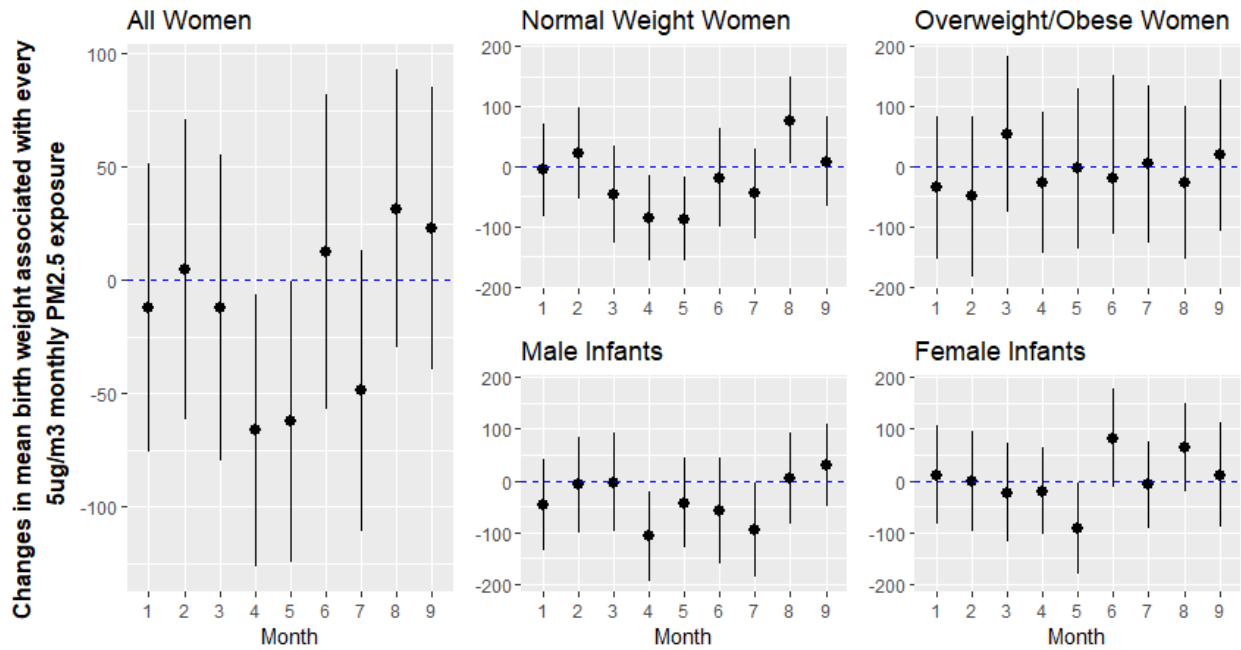 Changes in mean birth weight associated with every
5ug/m3 monthly PM2.5 exposure
All Women
100
50
0
-50
-100
1 2 3 4 5 6 7 8 9
Month
Normal Weight Women
200
100
0
-100
-200
1 2 3 4 5 6 7 8 9
Overweight/Obese Women
200
100
0
-100
-200
1 2 3 4 5 6 7 8 9
Male Infants
200
100
0
-100
-200
1 2 3 4 5 6 7 8 9
Month
Female Infants
200
100
0
-100
-200
1 2 3 4 5 6 7 8 9
Month